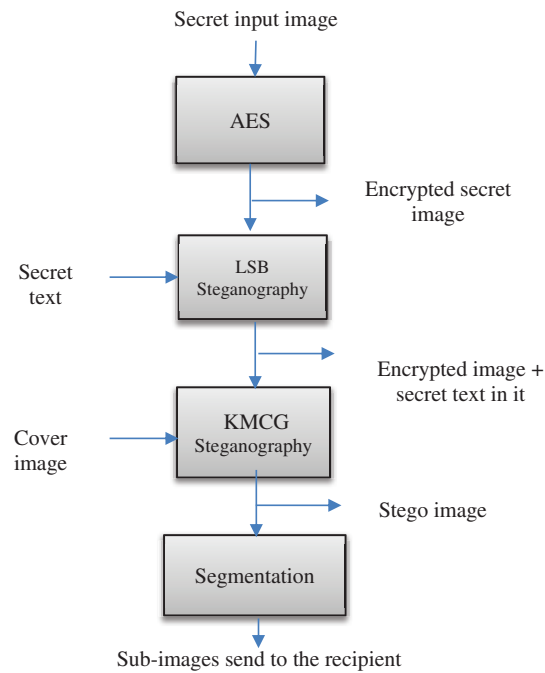 Secret input image
AES
Encrypted secret
image
LSB
Steganography
Secret
text
Encrypted image +
secret text in it
KMCG
Steganography
Cover
image
Stego image
Segmentation
Sub-images send to the recipient